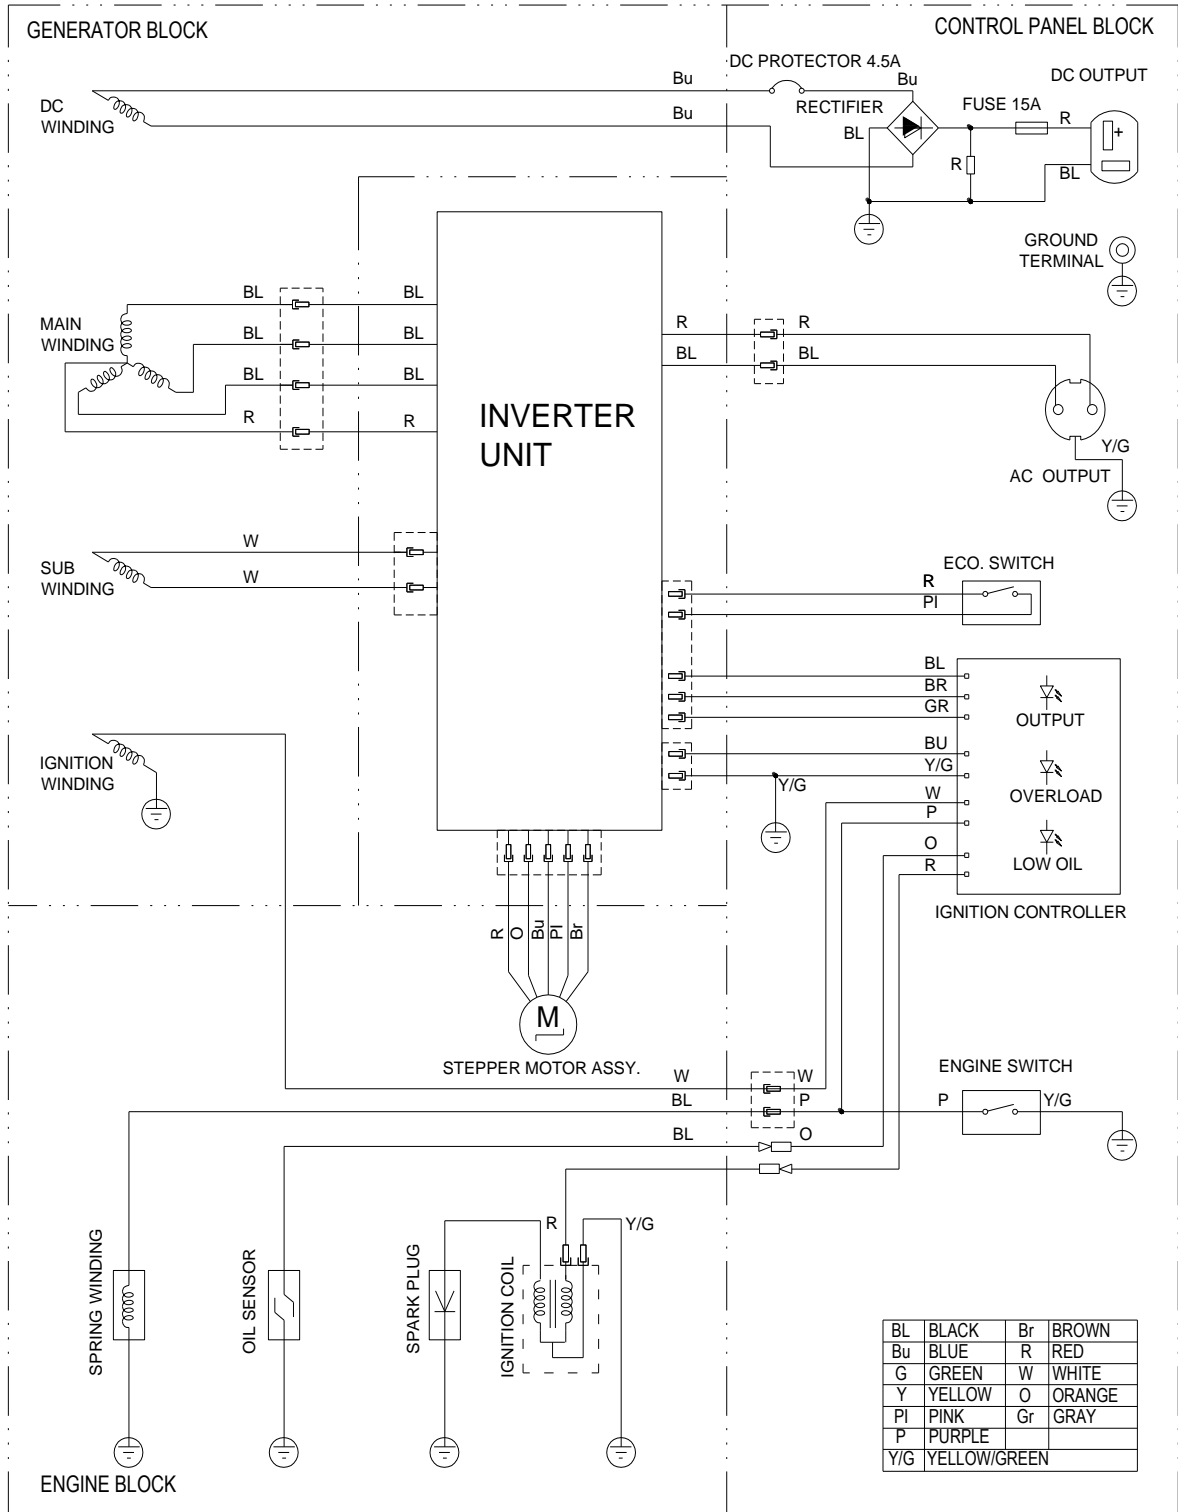 GENERATOR BLOCK
CONTROL PANEL BLOCK
DC PROTECTOR 4.5A
DC OUTPUT
Bu
Bu
DC
WINDING
RECTIFIER
FUSE 15A
Bu
BL
R
+
R
BL
GROUND
TERMINAL
BL
BL
MAIN
WINDING
BL
BL
BL
BL
R
R
R
R
BL
BL
INVERTER
UNIT
Y/G
AC OUTPUT
W
SUB
WINDING
W
ECO. SWITCH
R
PI
BL
BR
GR
OUTPUT
BU
Y/G
Y/G
OVERLOAD
W
P
O
R
LOW OIL
IGNITION CONTROLLER
IGNITION
WINDING
R
O
Bu
PI
Br
M
STEPPER MOTOR ASSY.
ENGINE SWITCH
W
W
BL
P
P
Y/G
BL
O
R
Y/G
SPRING WINDING
OIL SENSOR
SPARK PLUG
IGNITION COIL
BL BLACK Br BROWN
Bu BLUE R RED
G GREEN W WHITE
Y YELLOW O ORANGE
PI PINK Gr GRAY
P PURPLE
Y/G YELLOW/GREEN
ENGINE BLOCK